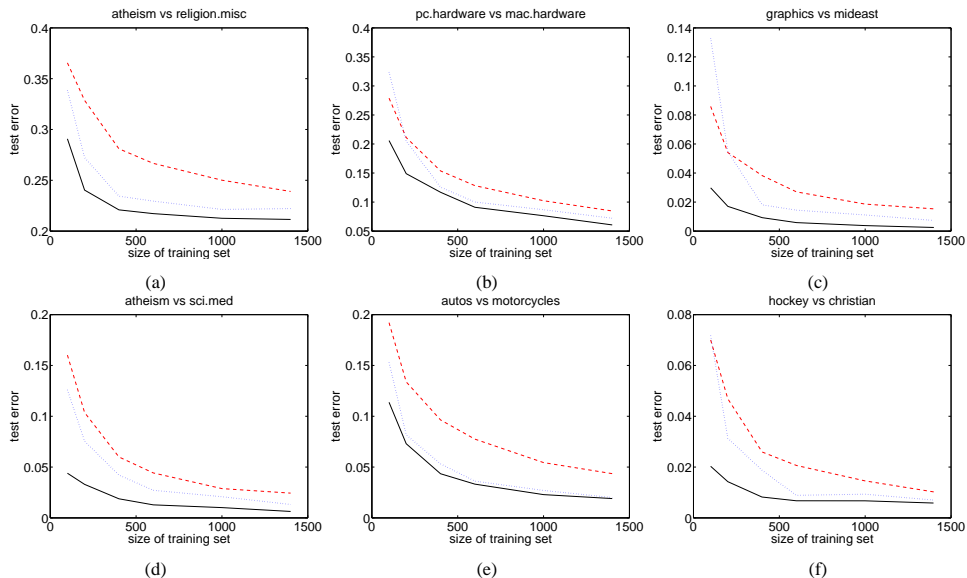 atheism vs religion.misc
0.4
0.35
0.3
0.25
0.2
test error
0 500 1000 1500
size of training set
(a)
pc.hardware vs mac.hardware
0.4
0.35
0.3
0.25
0.2
0.15
0.1
0.05
test error
0 500 1000 1500
size of training set
(b)
graphics vs mideast
0.14
0.12
0.1
0.08
0.06
0.04
0.02
0
test error
0 500 1000 1500
size of training set
(c)
atheism vs sci.med
0.2
0.15
0.1
0.05
0
test error
0 500 1000 1500
size of training set
(d)
autos vs motorcycles
0.2
0.15
0.1
0.05
0
test error
0 500 1000 1500
size of training set
(e)
hockey vs christian
0.08
0.06
0.04
0.02
0
test error
0 500 1000 1500
size of training set
(f)